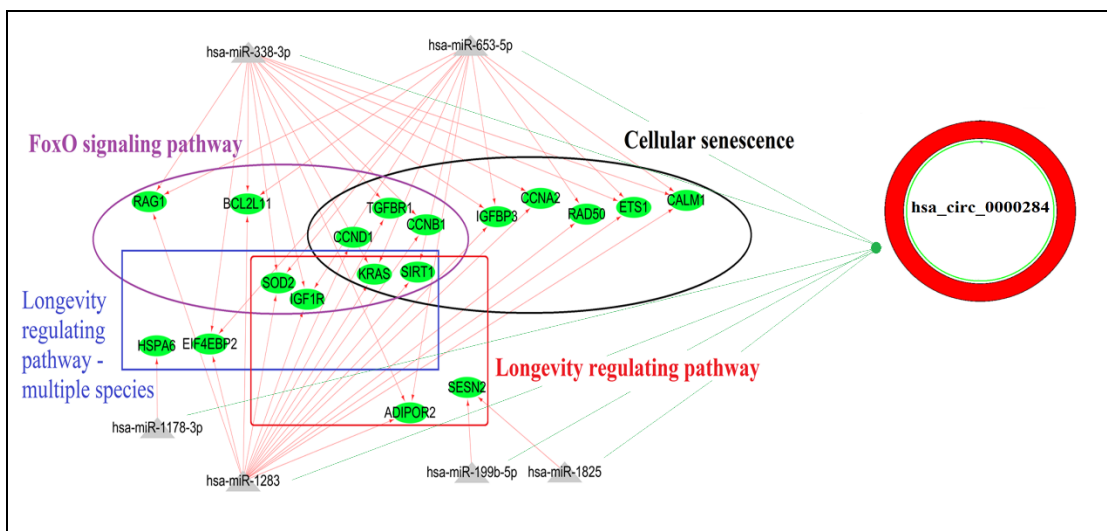 hsa-miR-338-3p
hsa-miR-653-5p
FoxO signaling pathway
Cellular senescence
RAG1
BCL2L11
TGFBR1
CCNB1
CCND1
IGFBP3
CCNA2
RAD50
ETS1
CALM1
hsa_circ_0000284
SOD2
IGF1R
KRAS
SIRT1
Longevity
regulating
pathway -
multiple species
HSPA6
EIF4EBP2
Longevity regulating pathway
SESN2
ADIPOR2
hsa-miR-1178-3p
hsa-miR-1283
hsa-miR-199b-5p
hsa-miR-1825